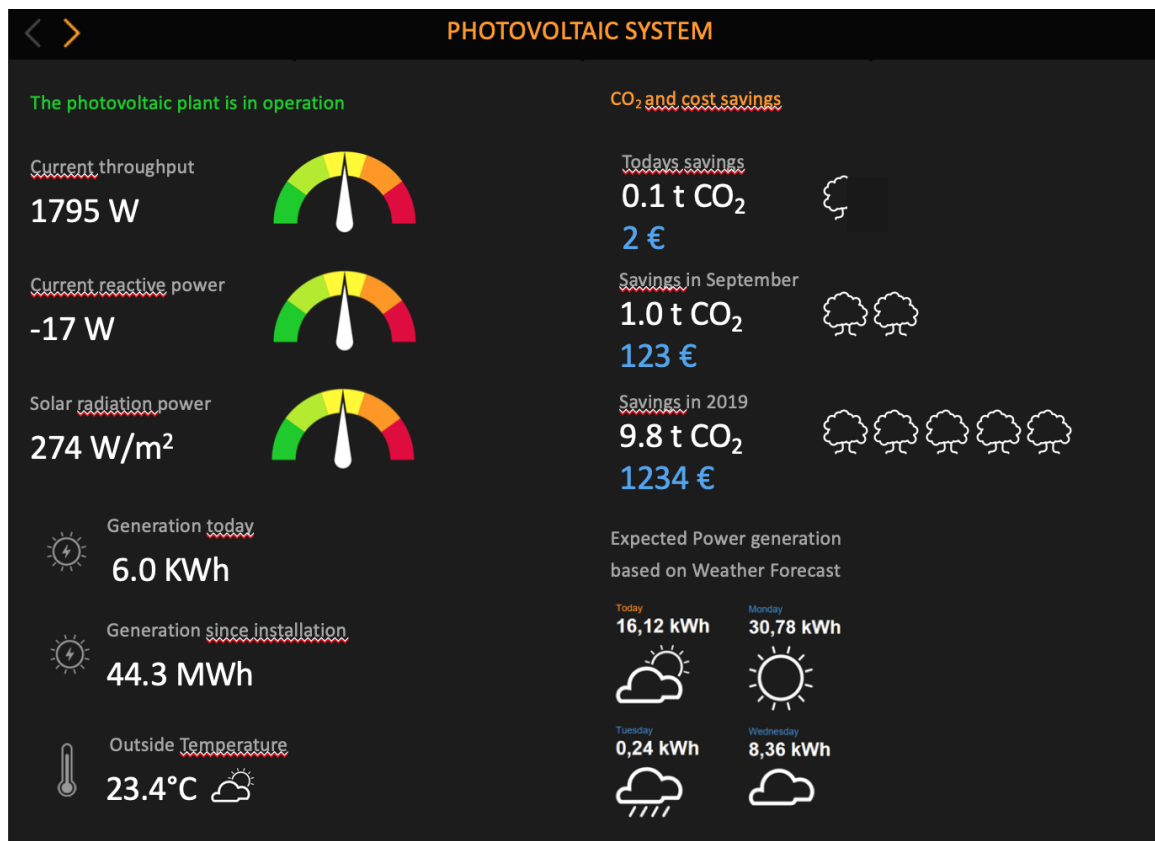 PHOTOVOLTAIC SYSTEM
The photovoltaic plant is in operation
Current throughput
1795 W
Current reactive power
-17 W
Solar radiation power
274 W/m²
Generation today
6.0 KWh
Generation since installation
44.3 MWh
Outside Temperature
23.4°C
CO₂ and cost savings
Todays savings
0.1 t CO₂
2 €
Savings in September
1.0 t CO₂
123 €
Savings in 2019
9.8 t CO₂
1234 €
Expected Power generation
based on Weather Forecast
Today
16,12 kWh
Monday
30,78 kWh
Tuesday
0,24 kWh
Wednesday
8,36 kWh